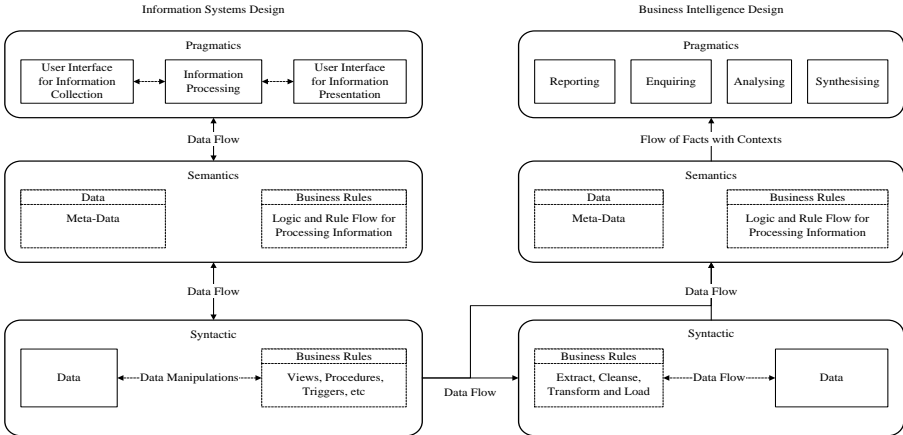 Information Systems Design
Pragmatics
User Interface
for Information
Collection
Information
Processing
User Interface
for Information
Presentation
Data Flow
Semantics
Data
Meta-Data
Business Rules
Logic and Rule Flow for
Processing Information
Data Flow
Syntactic
Data
Data Manipulations
Business Rules
Views, Procedures,
Triggers, etc
Data Flow
Business Intelligence Design
Pragmatics
Reporting
Enquiring
Analysing
Synthesising
Flow of Facts with Contexts
Semantics
Data
Meta-Data
Business Rules
Logic and Rule Flow for
Processing Information
Data Flow
Syntactic
Business Rules
Extract, Cleanse,
Transform and Load
Data Flow
Data